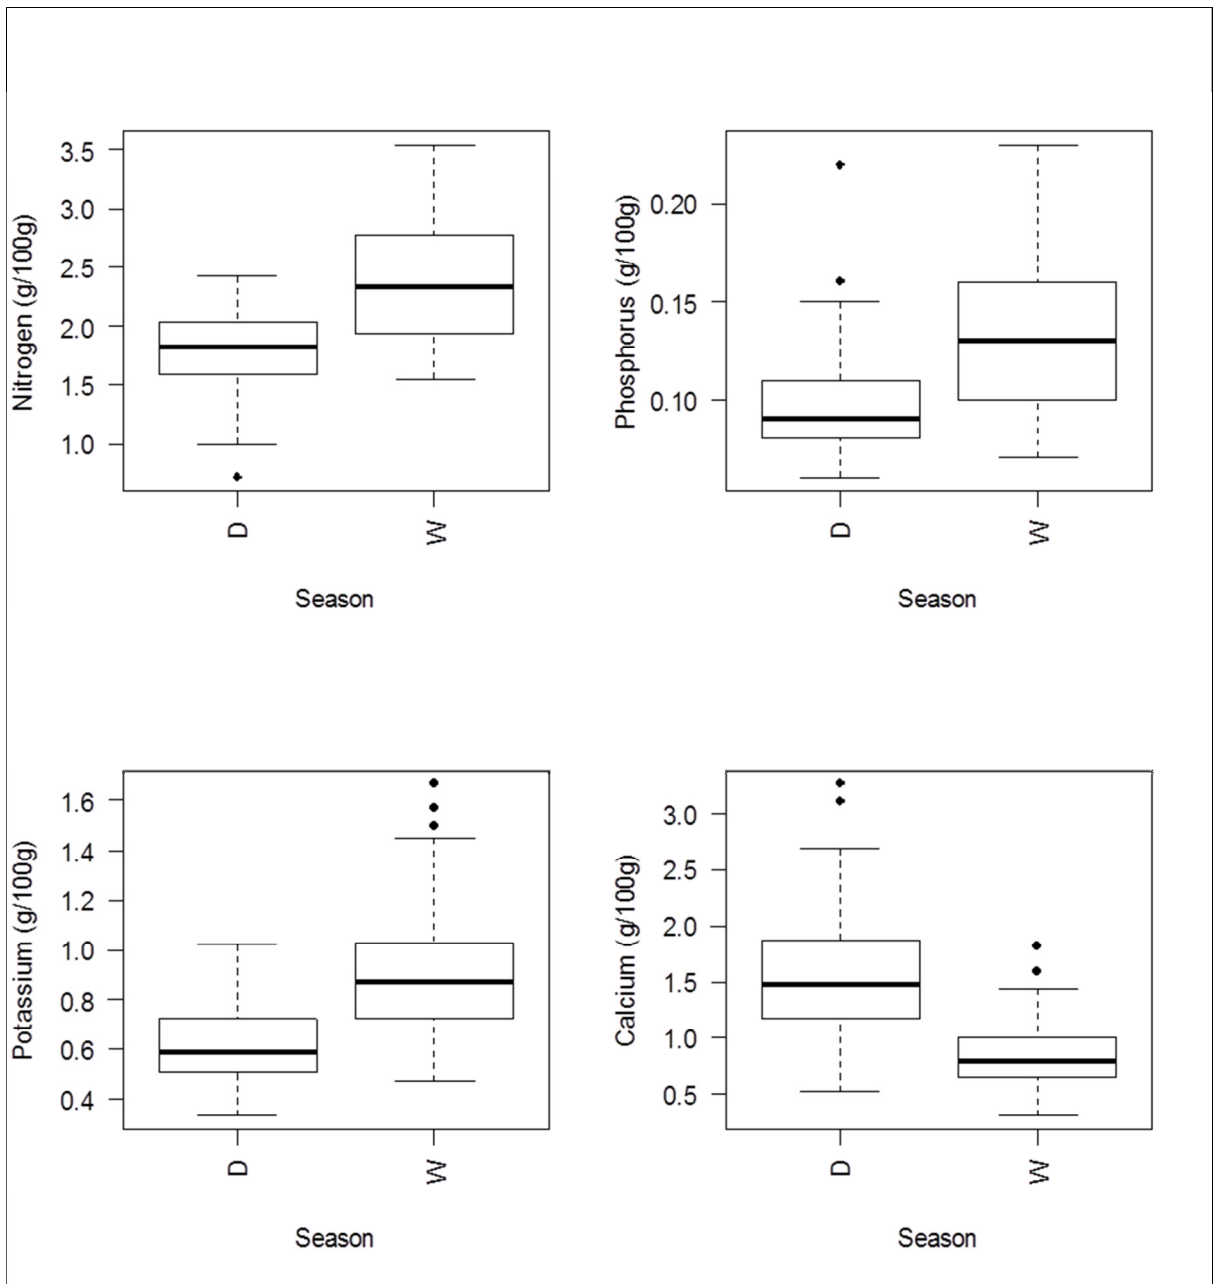 Nitrogen (g/100g)
3.5
3.0
2.5
2.0
1.5
1.0
D
W
Season
Phosphorus (g/100g)
0.20
0.15
0.10
D
W
Season
Potassium (g/100g)
1.6
1.4
1.2
1.0
0.8
0.6
0.4
D
W
Season
Calcium (g/100g)
3.0
2.5
2.0
1.5
1.0
0.5
D
W
Season